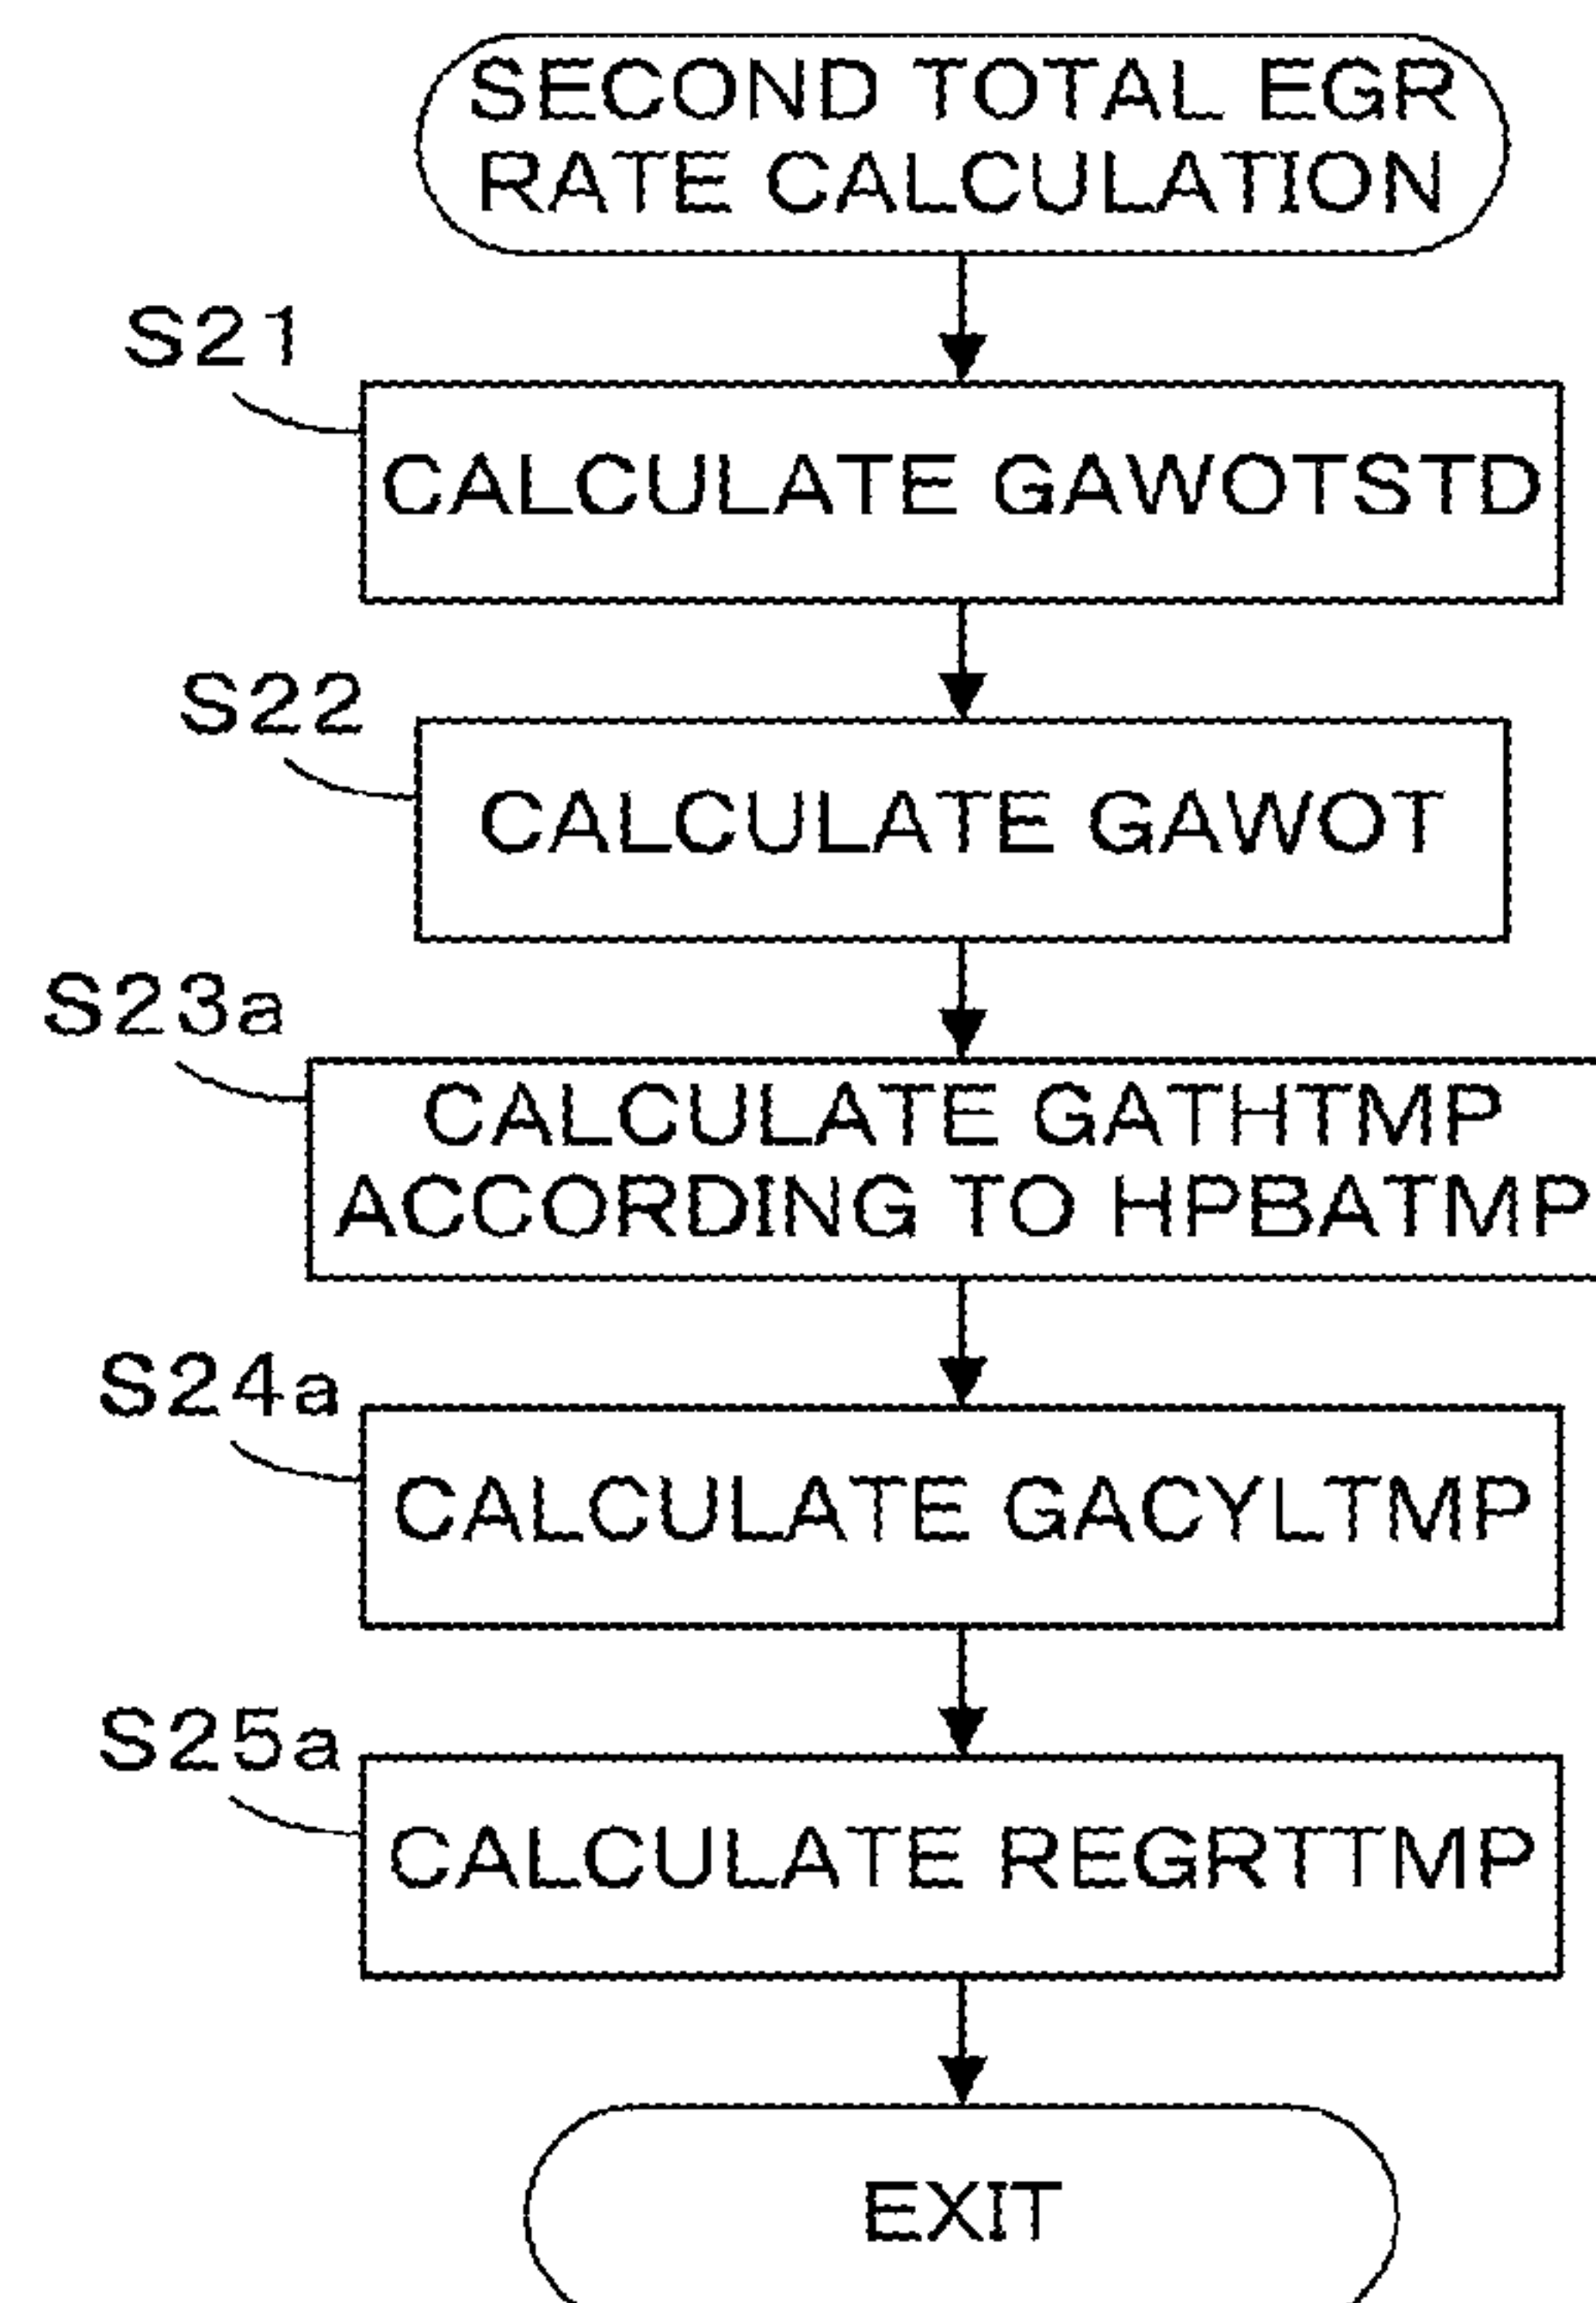 SECOND TOTAL EGR
RATE CALCULATION
S21
CALCULATE GAWOTSTD
S22
CALCULATE GAWOT
S23a
CALCULATE GATHTMP
ACCORDING TO HPBATMP
S24a
CALCULATE GACYLTMP
S25a
CALCULATE REGRTTMP
EXIT